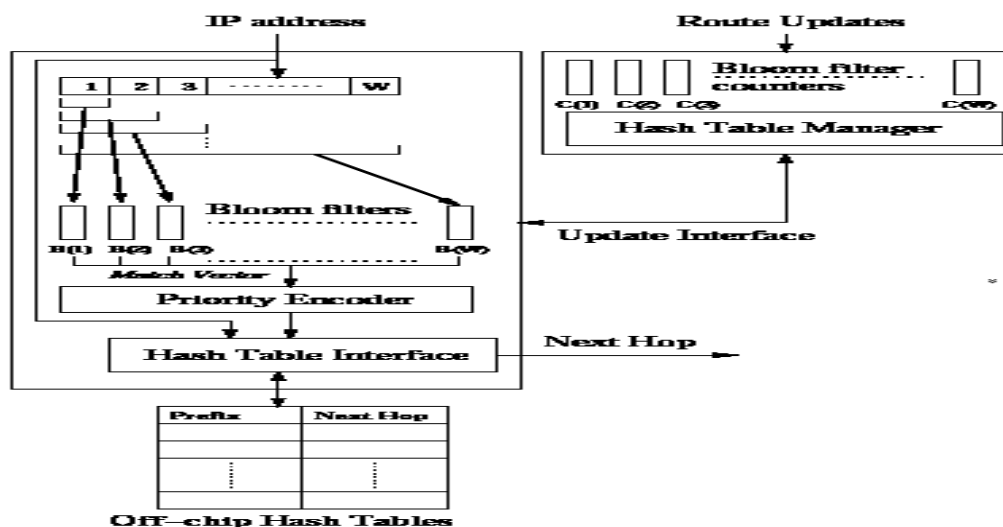 IP address
Route Updates
1 2 3 W
Bloom filter
counters
C(1) C(2) C(3) C(W)
Hash Table Manager
Bloom filters
B(1) B(2) B(3) B(W)
Update Interface
Match Vector
Priority Encoder
Hash Table Interface
Next Hop
Prefix Next Hop
Off-chip Hash Tables